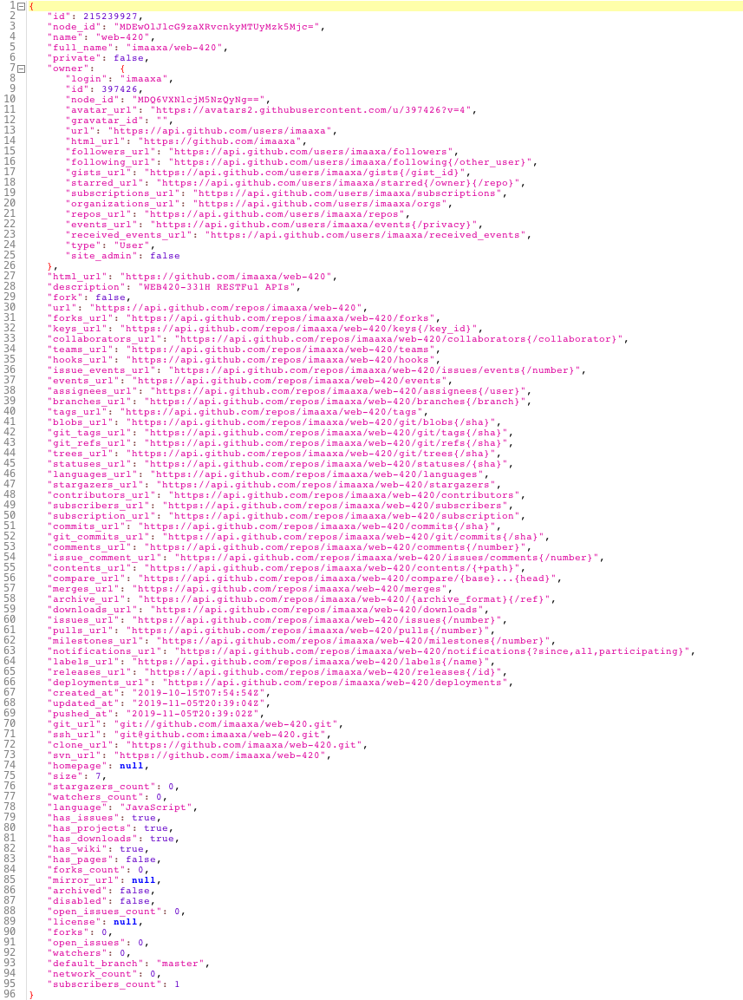 1 {
2 "id": 215239927,
3 "node_id": "MDEwOlJlcG9zaXRvcnkyMTUyMzk5Mjc=",
4 "name": "web-420",
5 "full_name": "imaaxa/web-420",
6 "private": false,
7 "owner": {
8 "login": "imaaxa",
9 "id": 397426,
10 "node_id": "MDQ6VXNlcjM5NzQyNg==",
11 "avatar_url": "https://avatars2.githubusercontent.com/u/397426?v=4",
12 "gravatar_id": "",
13 "url": "https://api.github.com/users/imaaxa",
14 "html_url": "https://github.com/imaaxa",
15 "followers_url": "https://api.github.com/users/imaaxa/followers",
16 "following_url": "https://api.github.com/users/imaaxa/following{/other_user}",
17 "gists_url": "https://api.github.com/users/imaaxa/gists{/gist_id}",
18 "starred_url": "https://api.github.com/users/imaaxa/starred{/owner}{/repo}",
19 "subscriptions_url": "https://api.github.com/users/imaaxa/subscriptions",
20 "organizations_url": "https://api.github.com/users/imaaxa/orgs",
21 "repos_url": "https://api.github.com/users/imaaxa/repos",
22 "events_url": "https://api.github.com/users/imaaxa/events{/privacy}",
23 "received_events_url": "https://api.github.com/users/imaaxa/received_events",
24 "type": "User",
25 "site_admin": false
26 },
27 "html_url": "https://github.com/imaaxa/web-420",
28 "description": "WEB420-331H RESTFul APIs",
29 "fork": false,
30 "url": "https://api.github.com/repos/imaaxa/web-420",
31 "forks_url": "https://api.github.com/repos/imaaxa/web-420/forks",
32 "keys_url": "https://api.github.com/repos/imaaxa/web-420/keys{/key_id}",
33 "collaborators_url": "https://api.github.com/repos/imaaxa/web-420/collaborators{/collaborator}",
34 "teams_url": "https://api.github.com/repos/imaaxa/web-420/teams",
35 "hooks_url": "https://api.github.com/repos/imaaxa/web-420/hooks",
36 "issue_events_url": "https://api.github.com/repos/imaaxa/web-420/issues/events{/number}",
37 "events_url": "https://api.github.com/repos/imaaxa/web-420/events",
38 "assignees_url": "https://api.github.com/repos/imaaxa/web-420/assignees{/user}",
39 "branches_url": "https://api.github.com/repos/imaaxa/web-420/branches{/branch}",
40 "tags_url": "https://api.github.com/repos/imaaxa/web-420/tags",
41 "blobs_url": "https://api.github.com/repos/imaaxa/web-420/git/blobs{/sha}",
42 "git_tags_url": "https://api.github.com/repos/imaaxa/web-420/git/tags{/sha}",
43 "git_refs_url": "https://api.github.com/repos/imaaxa/web-420/git/refs{/sha}",
44 "trees_url": "https://api.github.com/repos/imaaxa/web-420/git/trees{/sha}",
45 "statuses_url": "https://api.github.com/repos/imaaxa/web-420/statuses/{sha}",
46 "languages_url": "https://api.github.com/repos/imaaxa/web-420/languages",
47 "stargazers_url": "https://api.github.com/repos/imaaxa/web-420/stargazers",
48 "contributors_url": "https://api.github.com/repos/imaaxa/web-420/contributors",
49 "subscribers_url": "https://api.github.com/repos/imaaxa/web-420/subscribers",
50 "subscription_url": "https://api.github.com/repos/imaaxa/web-420/subscription",
51 "commits_url": "https://api.github.com/repos/imaaxa/web-420/commits{/sha}",
52 "git_commits_url": "https://api.github.com/repos/imaaxa/web-420/git/commits{/sha}",
53 "comments_url": "https://api.github.com/repos/imaaxa/web-420/comments{/number}",
54 "issue_comment_url": "https://api.github.com/repos/imaaxa/web-420/issues/comments{/number}",
55 "contents_url": "https://api.github.com/repos/imaaxa/web-420/contents/{+path}",
56 "compare_url": "https://api.github.com/repos/imaaxa/web-420/compare/{base}...{head}",
57 "merges_url": "https://api.github.com/repos/imaaxa/web-420/merges",
58 "archive_url": "https://api.github.com/repos/imaaxa/web-420/{archive_format}{/ref}",
59 "downloads_url": "https://api.github.com/repos/imaaxa/web-420/downloads",
60 "issues_url": "https://api.github.com/repos/imaaxa/web-420/issues{/number}",
61 "pulls_url": "https://api.github.com/repos/imaaxa/web-420/pulls{/number}",
62 "milestones_url": "https://api.github.com/repos/imaaxa/web-420/milestones{/number}",
63 "notifications_url": "https://api.github.com/repos/imaaxa/web-420/notifications{?since,all,participating}",
64 "labels_url": "https://api.github.com/repos/imaaxa/web-420/labels{/name}",
65 "releases_url": "https://api.github.com/repos/imaaxa/web-420/releases{/id}",
66 "deployments_url": "https://api.github.com/repos/imaaxa/web-420/deployments",
67 "created_at": "2019-10-15T07:54:54Z",
68 "updated_at": "2019-11-05T20:39:04Z",
69 "pushed_at": "2019-11-05T20:39:02Z",
70 "git_url": "git://github.com/imaaxa/web-420.git",
71 "ssh_url": "git@github.com:imaaxa/web-420.git",
72 "clone_url": "https://github.com/imaaxa/web-420.git",
73 "svn_url": "https://github.com/imaaxa/web-420",
74 "homepage": null,
75 "size": 7,
76 "stargazers_count": 0,
77 "watchers_count": 0,
78 "language": "JavaScript",
79 "has_issues": true,
80 "has_projects": true,
81 "has_downloads": true,
82 "has_wiki": true,
83 "has_pages": false,
84 "forks_count": 0,
85 "mirror_url": null,
86 "archived": false,
87 "disabled": false,
88 "open_issues_count": 0,
89 "license": null,
90 "forks": 0,
91 "open_issues": 0,
92 "watchers": 0,
93 "default_branch": "master",
94 "network_count": 0,
95 "subscribers_count": 1
96 }